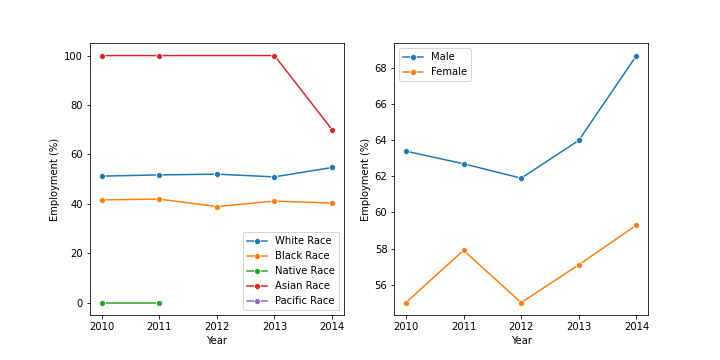 100
80
60
40
20
0
Employment (%)
2010 2011 2012 2013 2014
Year
White Race
Black Race
Native Race
Asian Race
Pacific Race
68
66
64
62
60
58
56
Employment (%)
2010 2011 2012 2013 2014
Year
Male
Female